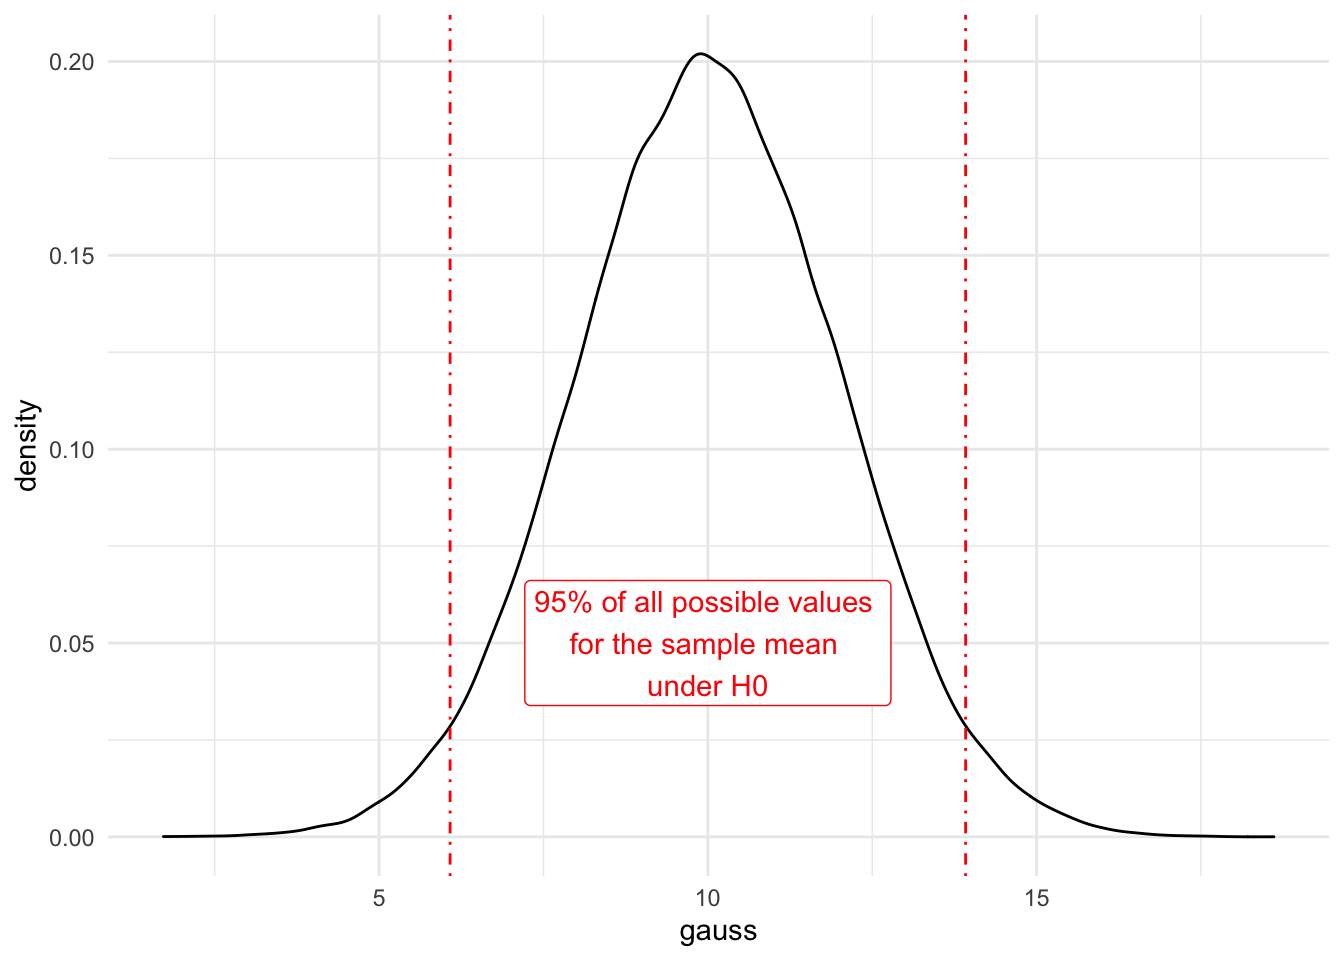 0.20
0.15
0.10
0.05
0.00
density
95% of all possible values
for the sample mean
under H0
5
10
15
gauss